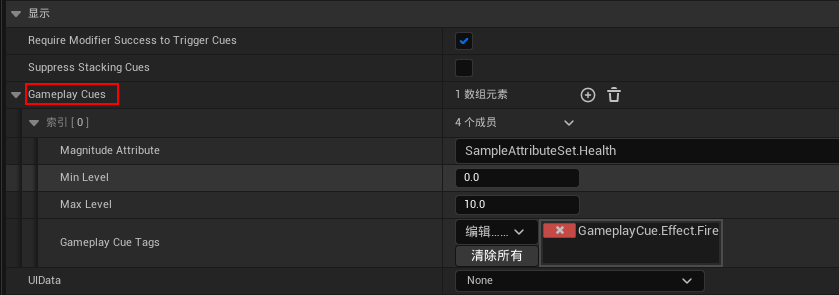 显示
Require Modifier Success to Trigger Cues
Suppress Stacking Cues
Gameplay Cues 1 数组元素
索引 [ 0 ] 4 个成员
Magnitude Attribute SampleAttributeSet.Health
Min Level 0.0
Max Level 10.0
Gameplay Cue Tags 编辑...... GameplayCue.Effect.Fire
清除所有
UIData None